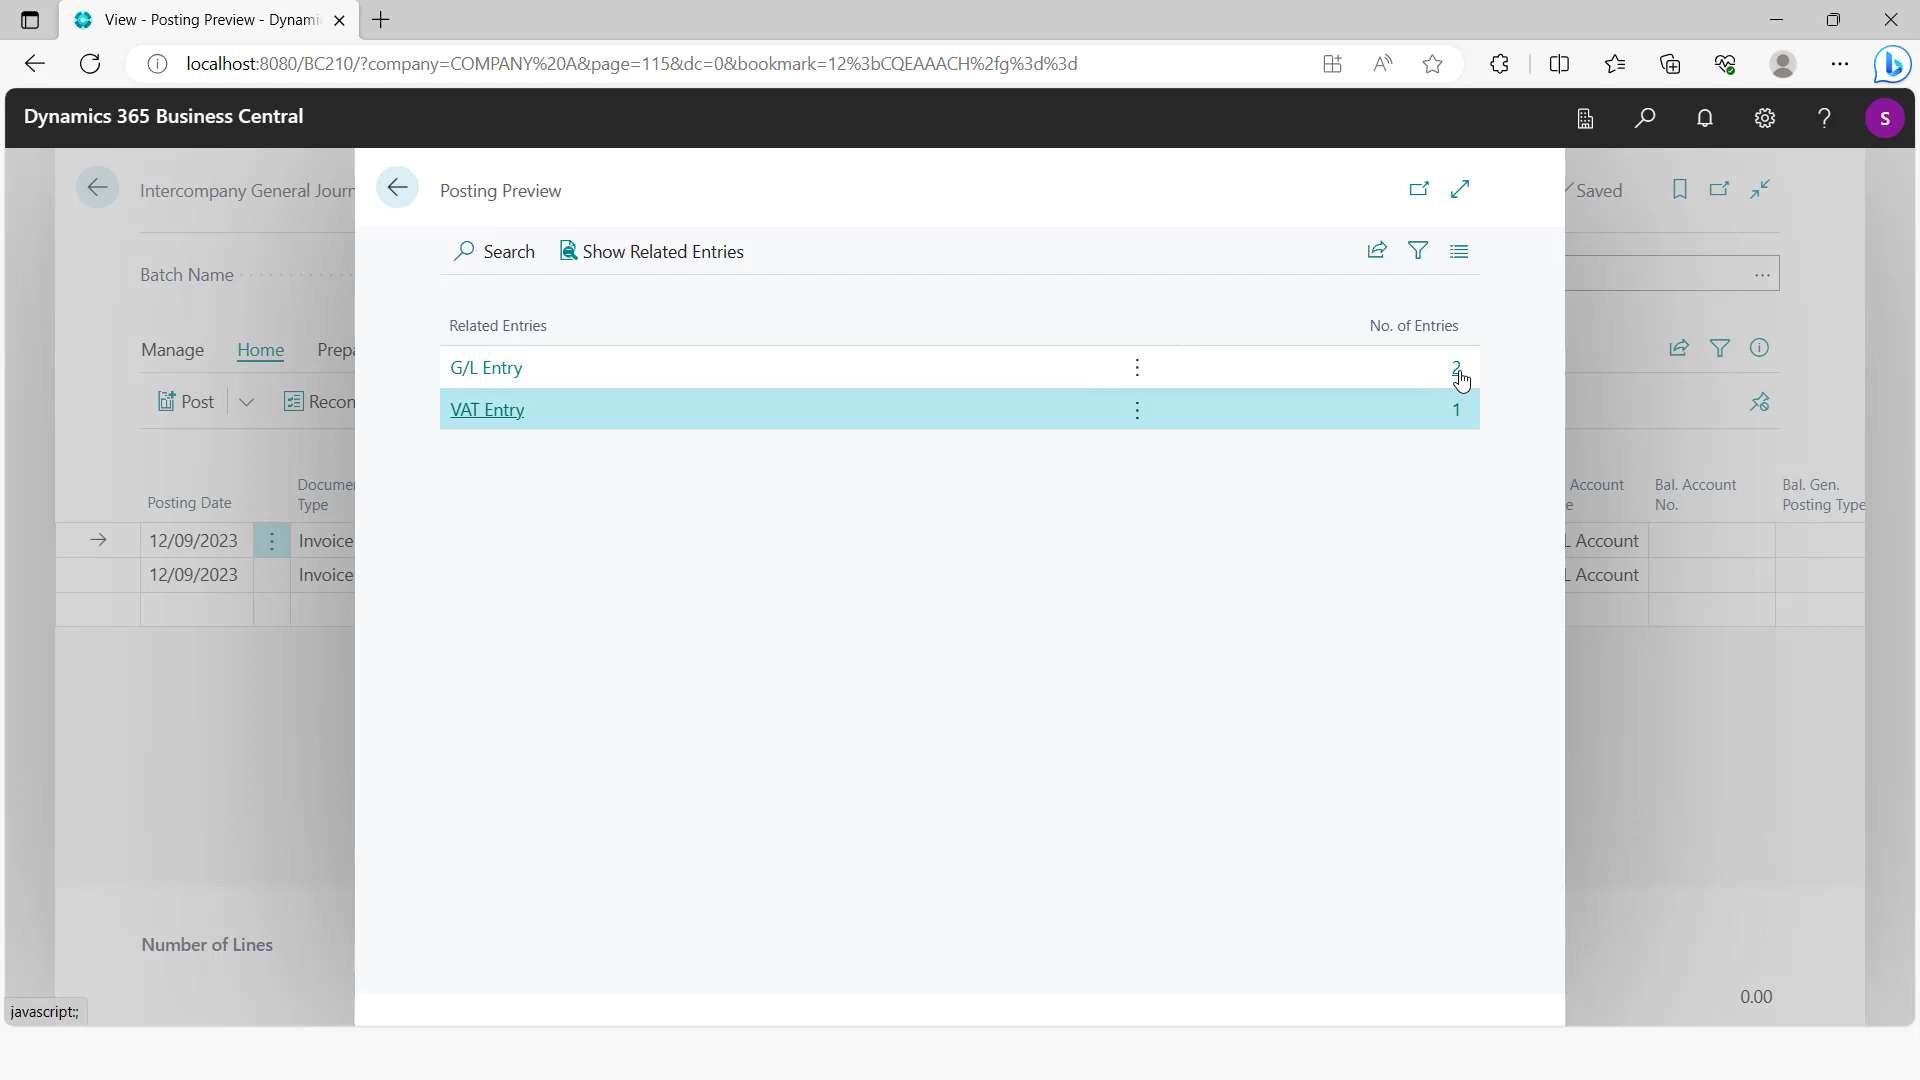 View - Posting Preview - Dynami
localhost:8080/BC210/?company=COMPANY%20A&page=115&dc=0&bookmark=12%3bCQEAAACH%2fg%3d%3d
Dynamics 365 Business Central
S
Intercompany General Journ
Posting Preview
Saved
Search
Show Related Entries
Batch Name
Related Entries
No. of Entries
Manage
Home
Prepa
G/L Entry
2
VAT Entry
1
Post
Recon
Posting Date
Docume
Type
Account
e
Bal. Account
No.
Bal. Gen.
Posting Type
12/09/2023
Invoice
L Account
12/09/2023
Invoice
L Account
Number of Lines
0.00
javascript:;